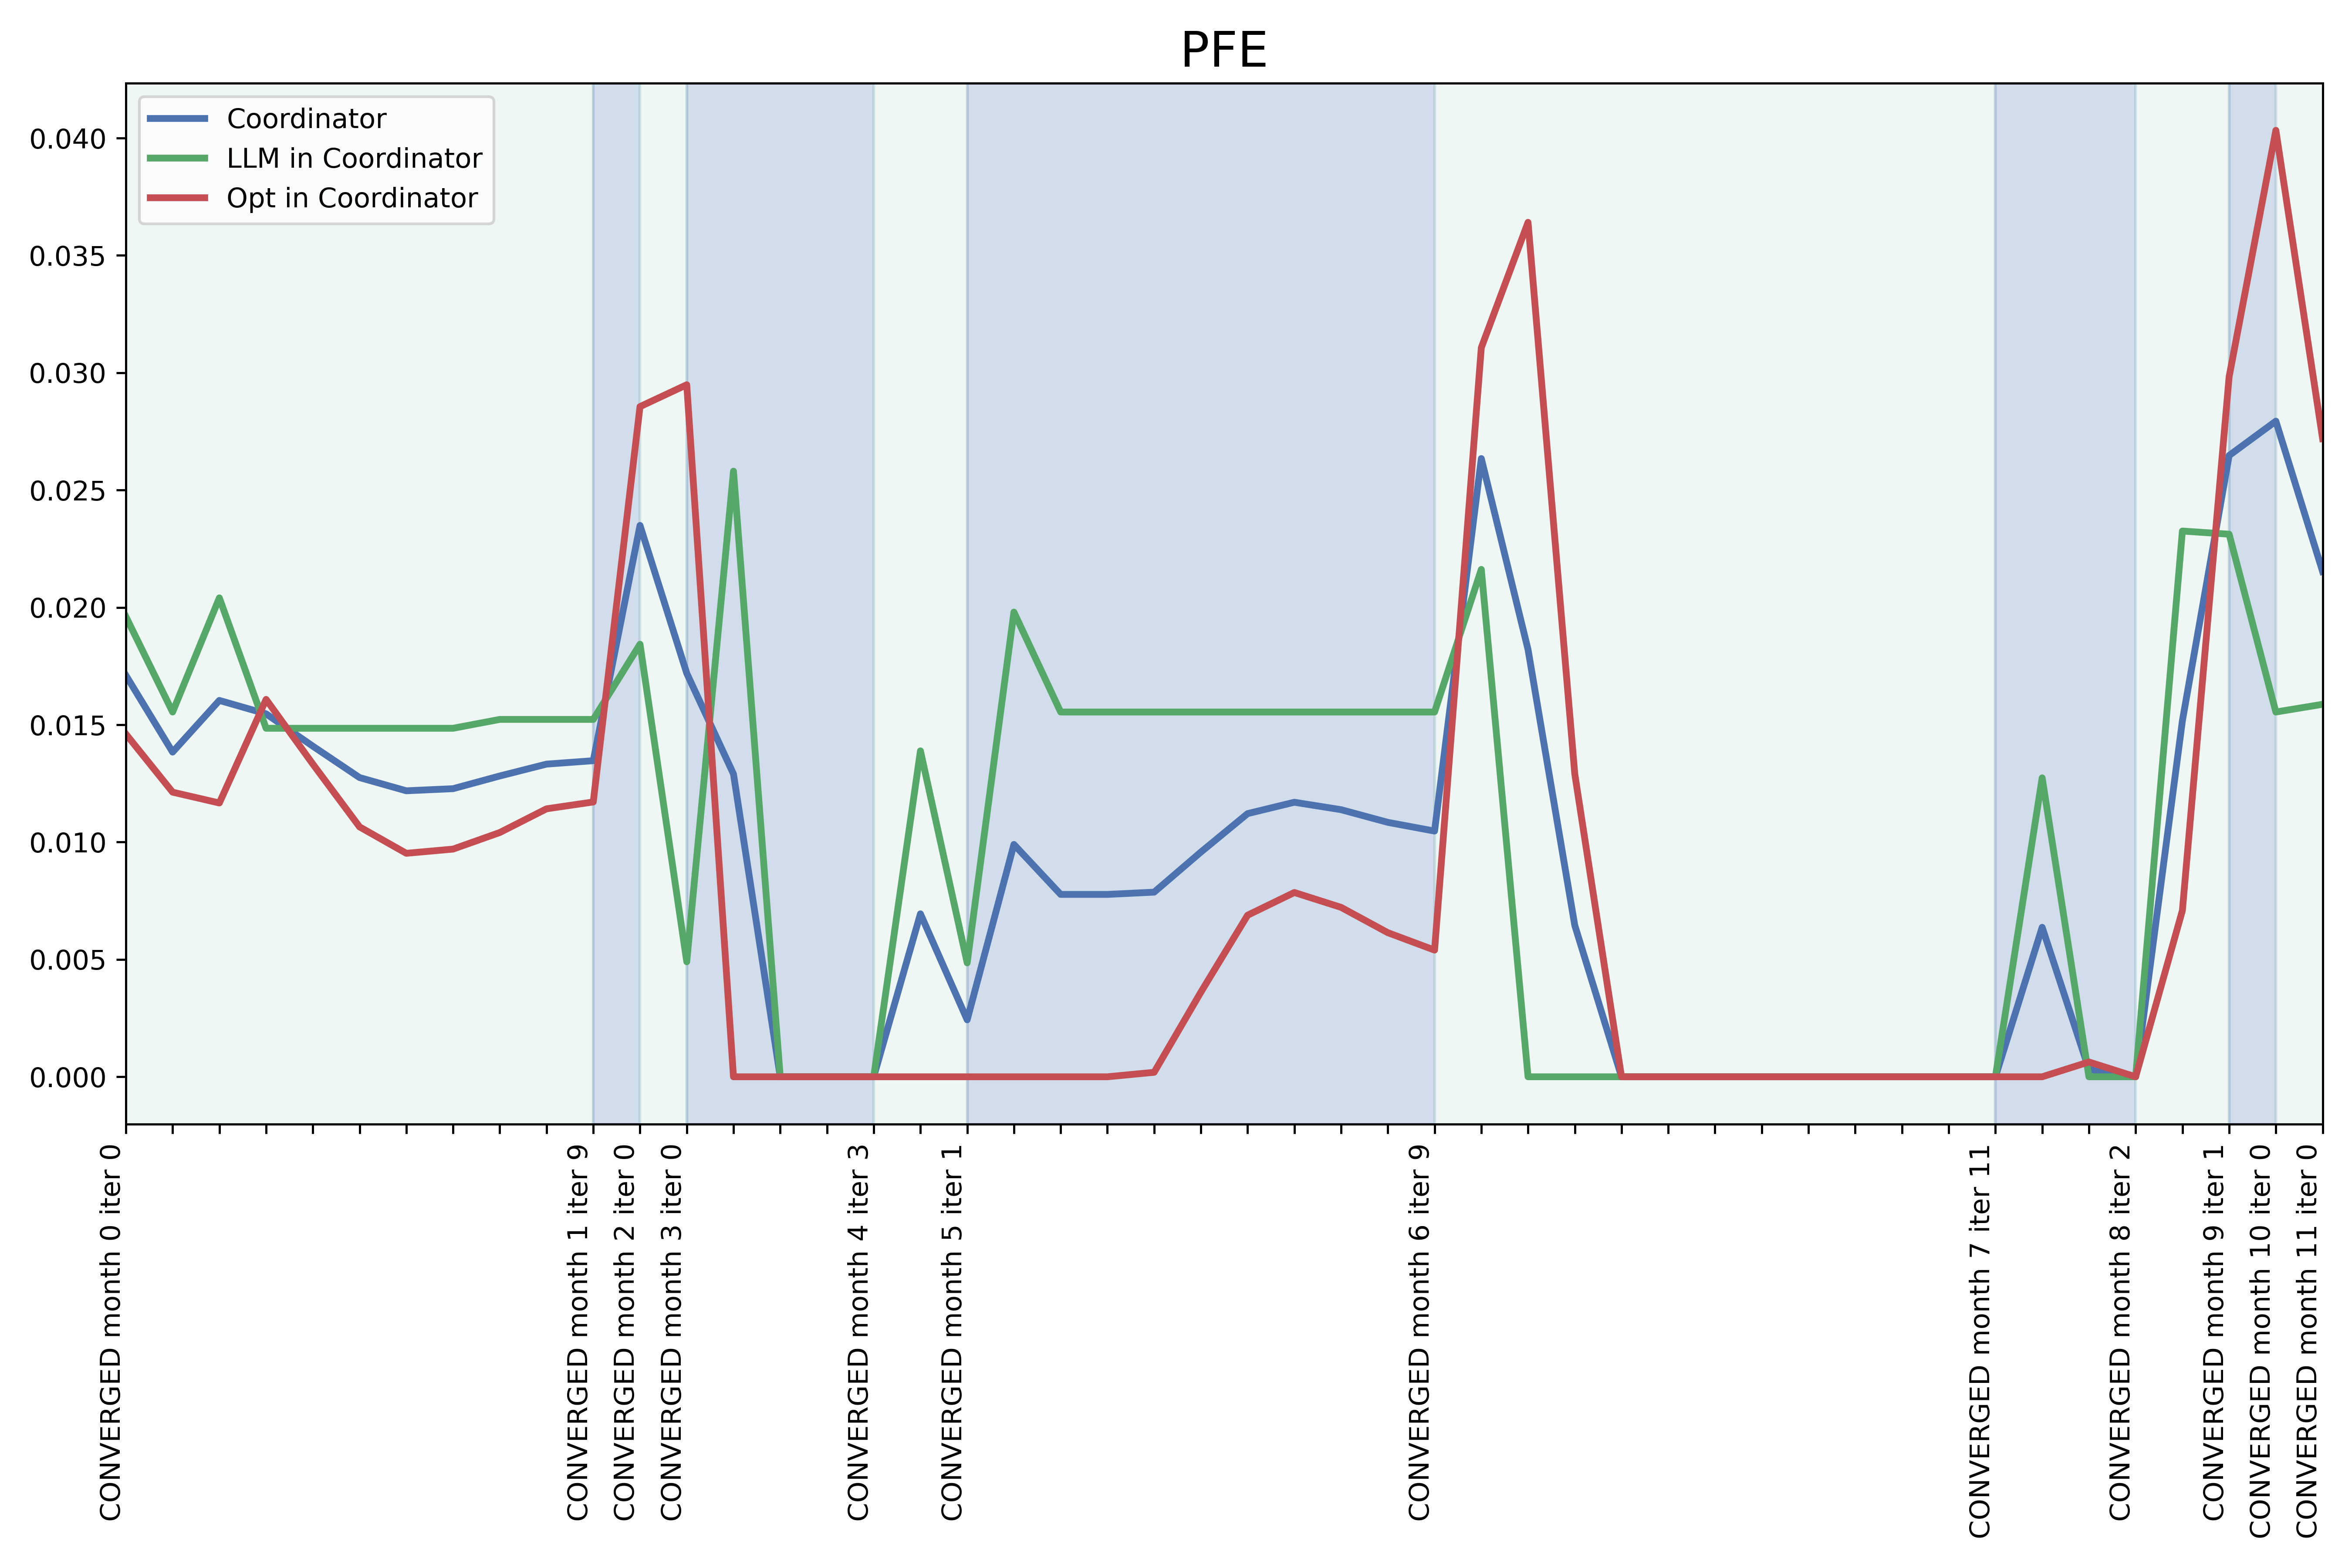 PFE
Coordinator
LLM in Coordinator
Opt in Coordinator
0.040
0.035
0.030
0.025
0.020
0.015
0.010
0.005
0.000
CONVERGED month 0 iter 0
CONVERGED month 1 iter 9
CONVERGED month 2 iter 0
CONVERGED month 3 iter 0
CONVERGED month 4 iter 3
CONVERGED month 5 iter 1
CONVERGED month 6 iter 9
CONVERGED month 7 iter 11
CONVERGED month 8 iter 2
CONVERGED month 9 iter 1
CONVERGED month 10 iter 0
CONVERGED month 11 iter 0